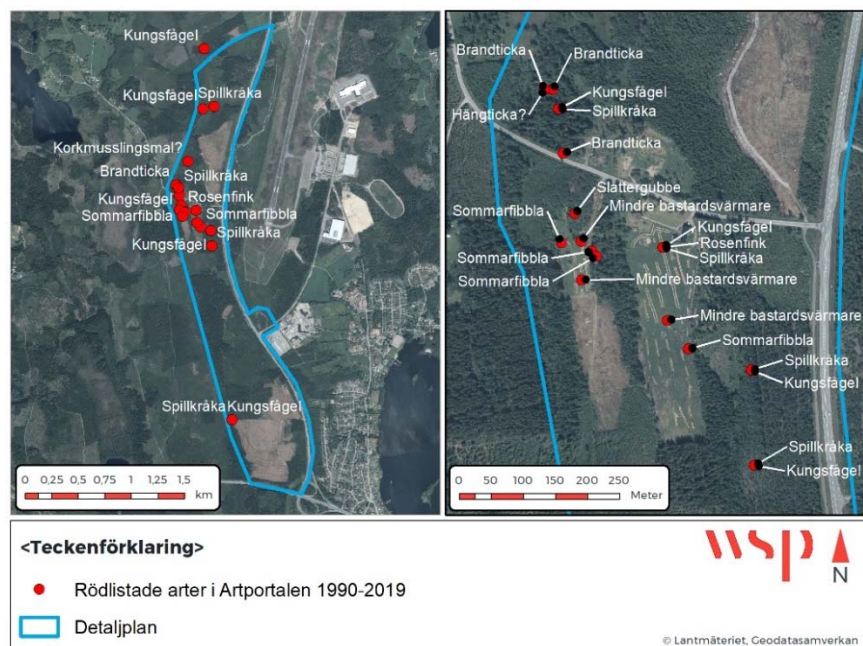 Kungsfågel
Kungsfågel
Spillkråka
Korkmusslingsmal?
Brandticka
Spillkråka
Kungsfågel
Rosenfink
Sommarfibbla
Sommarfibbla
Spillkråka
Kungsfågel
Spillkråka
Kungsfågel
0 0,25 0,5 0,75 1 1,25 1,5
km
Brandticka
Brandticka
Kungsfågel
Hängticka?
Spillkråka
Brandticka
Slåttergubbe
Mindre bastardsvärmare
Sommarfibbla
Kungsfågel
Rosenfink
Sommarfibbla
Spillkråka
Sommarfibbla
Mindre bastardsvärmare
Mindre bastardsvärmare
Sommarfibbla
Spillkråka
Kungsfågel
Spillkråka
Kungsfågel
0 50 100 150 200 250
Meter
<Teckenförklaring>
Rödlistade arter i Artportalen 1990-2019
Detaljplan
wsp
N
© Lantmäteriet, Geodatasamverkan